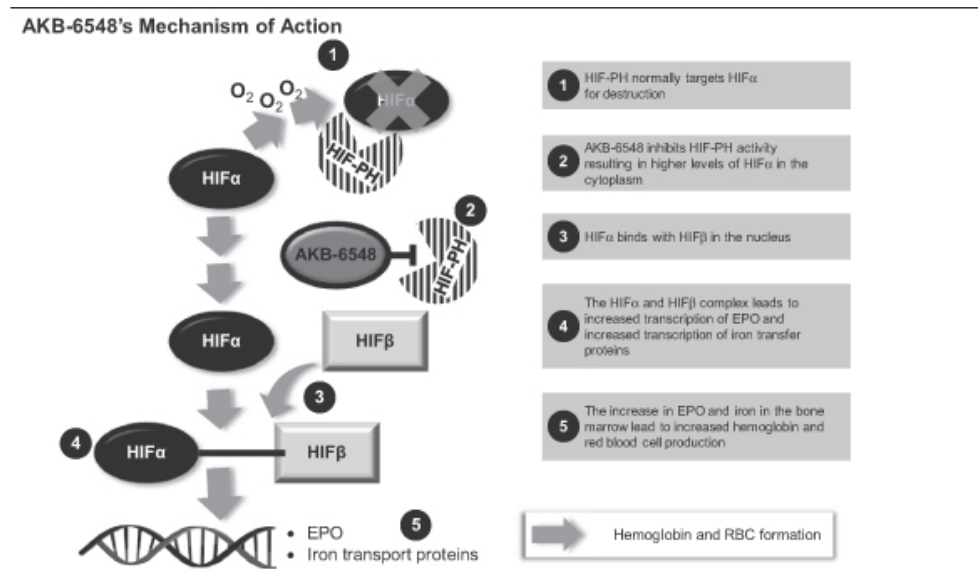 AKB-6548's Mechanism of Action
1
O2 O2 O2
HIFα
HIF-PH
HIFα
2
AKB-6548
HIF-PH
HIFα
HIFβ
3
4
HIFα
HIFβ
• EPO
• Iron transport proteins
5
1
HIF-PH normally targets HIFα
for destruction
2
AKB-6548 inhibits HIF-PH activity
resulting in higher levels of HIFα in the
cytoplasm
3
HIFα binds with HIFβ in the nucleus
4
The HIFα and HIFβ complex leads to
increased transcription of EPO and
increased transcription of iron transfer
proteins
5
The increase in EPO and iron in the bone
marrow lead to increased hemoglobin and
red blood cell production
Hemoglobin and RBC formation